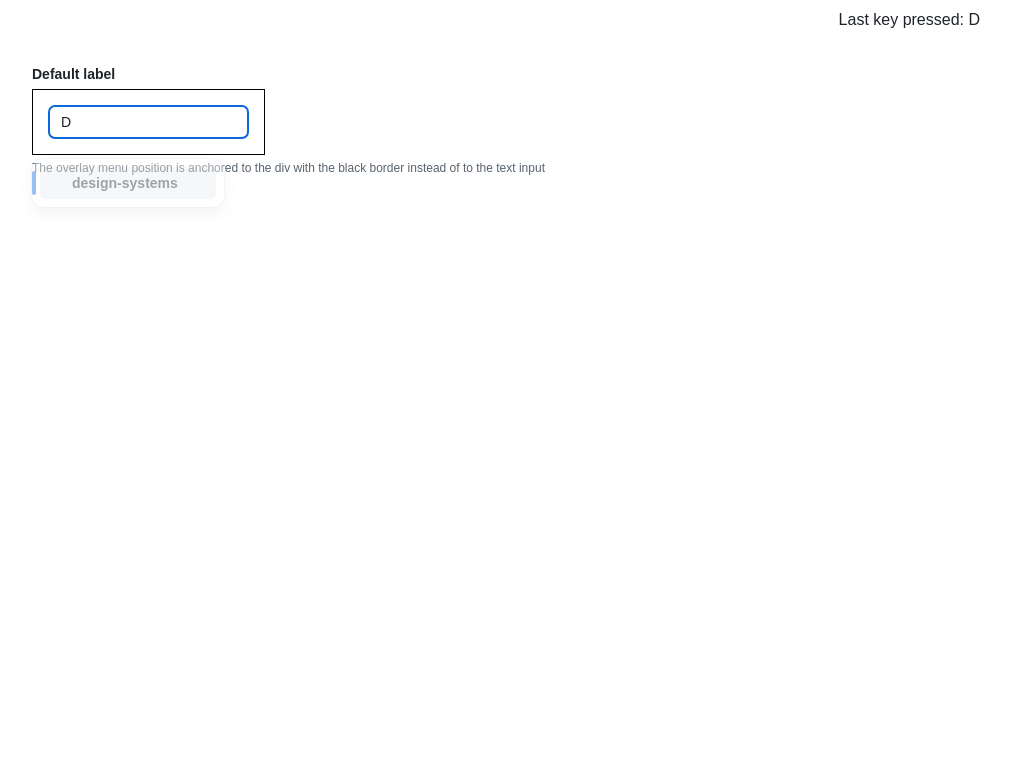 Last key pressed: D
Default label
D
The overlay menu position is anchored to the div with the black border instead of to the text input
design-systems